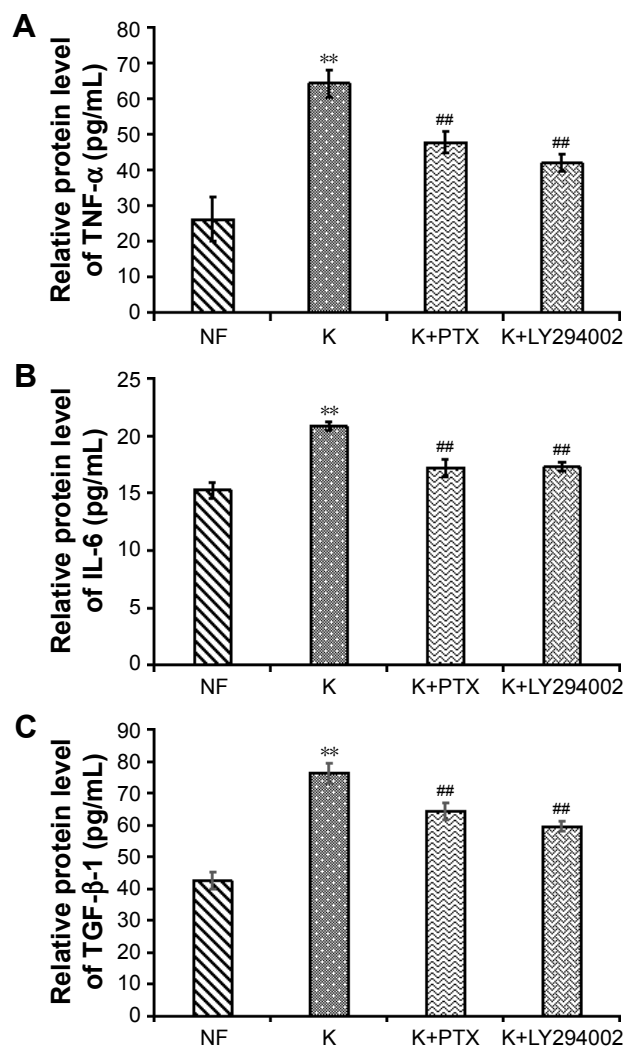 A
Relative protein level
of TNF-α (pg/mL)
80
70
60
50
40
30
20
10
0
**
##
##
NF K K+PTX K+LY294002
B
Relative protein level
of IL-6 (pg/mL)
25
20
15
10
5
0
**
##
##
NF K K+PTX K+LY294002
C
Relative protein level
of TGF-β-1 (pg/mL)
90
80
70
60
50
40
30
20
10
0
**
##
##
NF K K+PTX K+LY294002